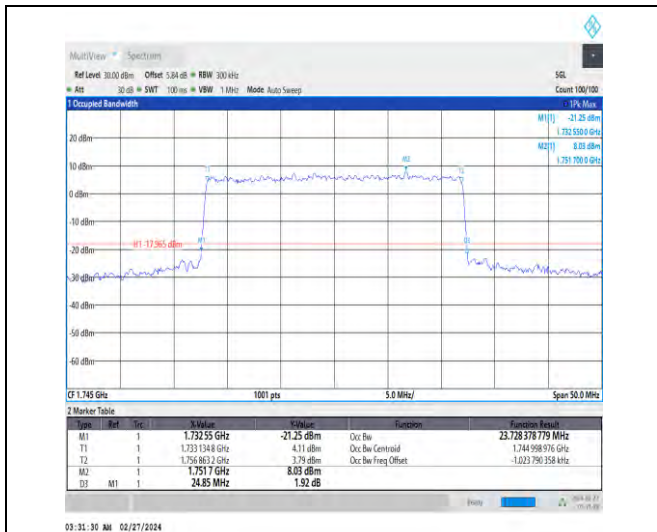 MultiView Spectrum
Ref Level 30.00 dBm Offset 5.84 dB RBW 300 kHz SGL
Att 30 dB SWT 100 ms VBW 1 MHz Mode Auto Sweep Count 100/100
1 Occupied Bandwidth 1Pk Max
M1[1] -21.25 dBm
1.732 550 0 GHz
M2[1] 8.03 dBm
1.751 700 0 GHz
20 dBm
10 dBm
0 dBm
-10 dBm
-20 dBm
-30 dBm
-40 dBm
-50 dBm
-60 dBm
T1
M2
T2
H1 -17.965 dBm
M1
D3
CF 1.745 GHz 1001 pts 5.0 MHz/ Span 50.0 MHz
2 Marker Table
Type Ref Trc X-Value Y-Value Function Function Result
M1 1 1.732 55 GHz -21.25 dBm Occ Bw 23.728 378 779 MHz
T1 1 1.733 134 8 GHz 4.11 dBm Occ Bw Centroid 1.744 998 976 GHz
T2 1 1.756 863 2 GHz 3.79 dBm Occ Bw Freq Offset -1.023 790 358 kHz
M2 1 1.751 7 GHz 8.03 dBm
D3 M1 1 24.85 MHz 1.92 dB
Ready
03:31:30 AM 02/27/2024